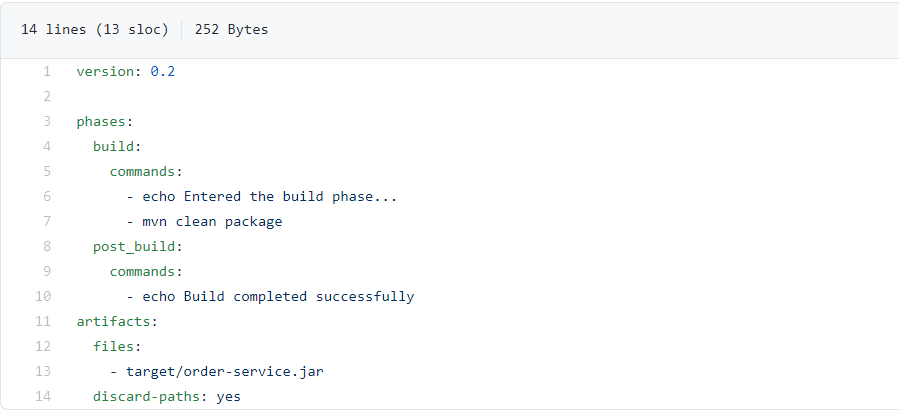 14 lines (13 sloc) 252 Bytes
1 version: 0.2
2
3 phases:
4   build:
5     commands:
6       - echo Entered the build phase...
7       - mvn clean package
8   post_build:
9     commands:
10       - echo Build completed successfully
11 artifacts:
12   files:
13     - target/order-service.jar
14   discard-paths: yes